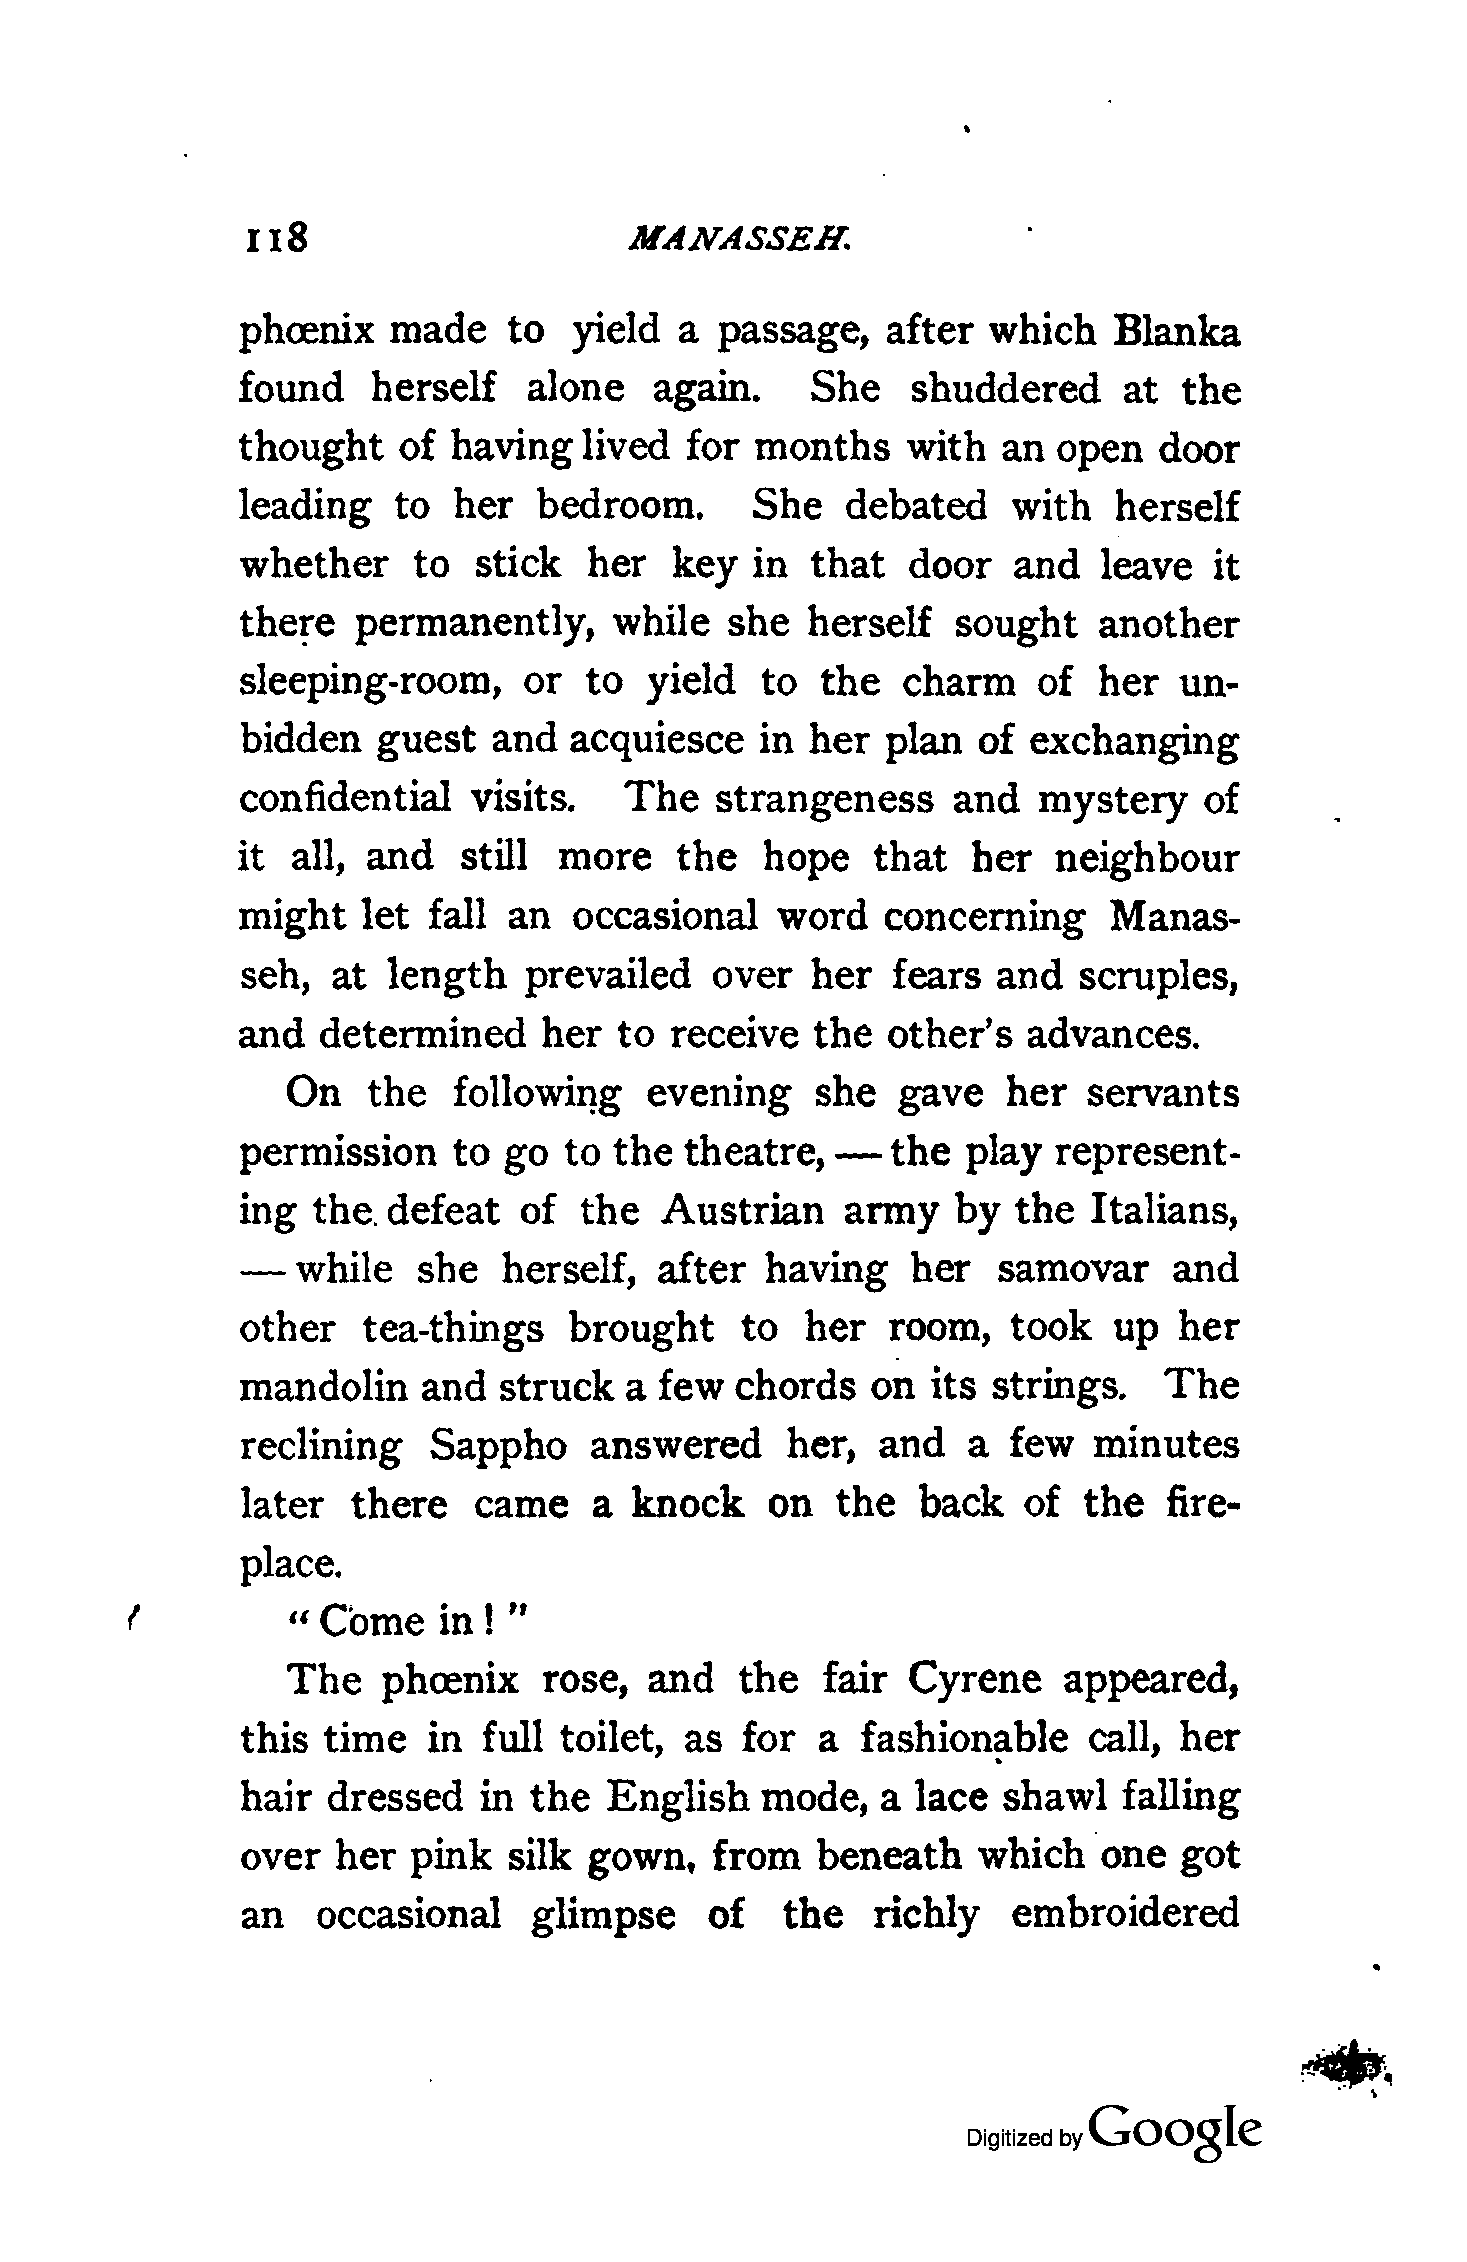 118 MANASSEH.
phœnix made to yield a passage, after which Blanka
found herself alone again. She shuddered at the
thought of having lived for months with an open door
leading to her bedroom. She debated with herself
whether to stick her key in that door and leave it
there permanently, while she herself sought another
sleeping-room, or to yield to the charm of her un-
bidden guest and acquiesce in her plan of exchanging
confidential visits. The strangeness and mystery of
it all, and still more the hope that her neighbour
might let fall an occasional word concerning Manas-
seh, at length prevailed over her fears and scruples,
and determined her to receive the other's advances.
On the following evening she gave her servants
permission to go to the theatre, — the play represent-
ing the defeat of the Austrian army by the Italians,
— while she herself, after having her samovar and
other tea-things brought to her room, took up her
mandolin and struck a few chords on its strings. The
reclining Sappho answered her, and a few minutes
later there came a knock on the back of the fire-
place.
" Come in ! "
The phœnix rose, and the fair Cyrene appeared,
this time in full toilet, as for a fashionable call, her
hair dressed in the English mode, a lace shawl falling
over her pink silk gown, from beneath which one got
an occasional glimpse of the richly embroidered
Digitized by Google